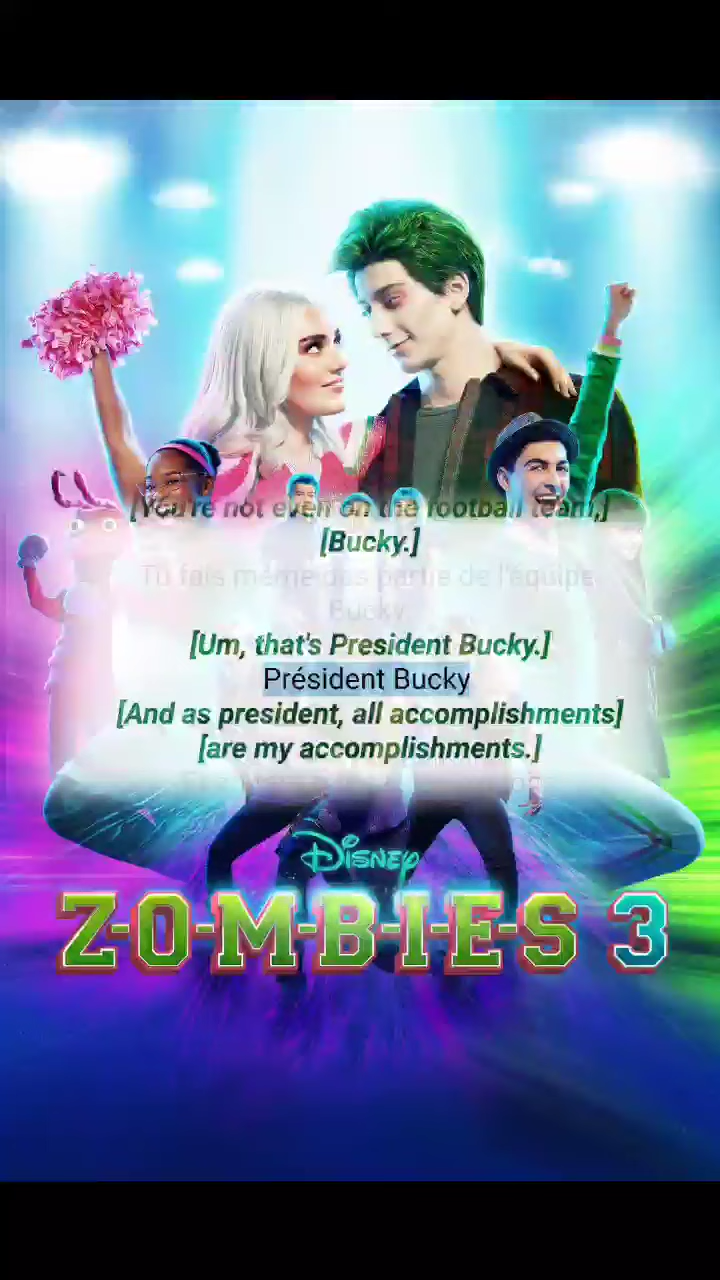 [You're not even on the football team,]
[Bucky.]
Tu fais même pas partie de l'équipe
Bucky
[Um, that's President Bucky.]
Président Bucky
[And as president, all accomplishments]
[are my accomplishments.]
Disney
Z-O-M-B-I-E-S 3